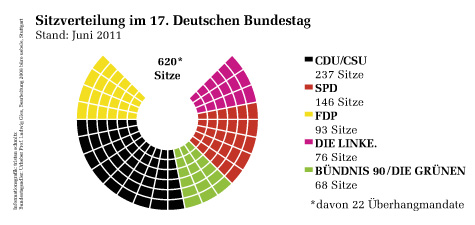 Sitzverteilung im 17. Deutschen Bundestag
Stand: Juni 2011
620*
Sitze
CDU/CSU
237 Sitze
SPD
146 Sitze
FDP
93 Sitze
DIE LINKE.
76 Sitze
BÜNDNIS 90/DIE GRÜNEN
68 Sitze
*davon 22 Überhangmandate